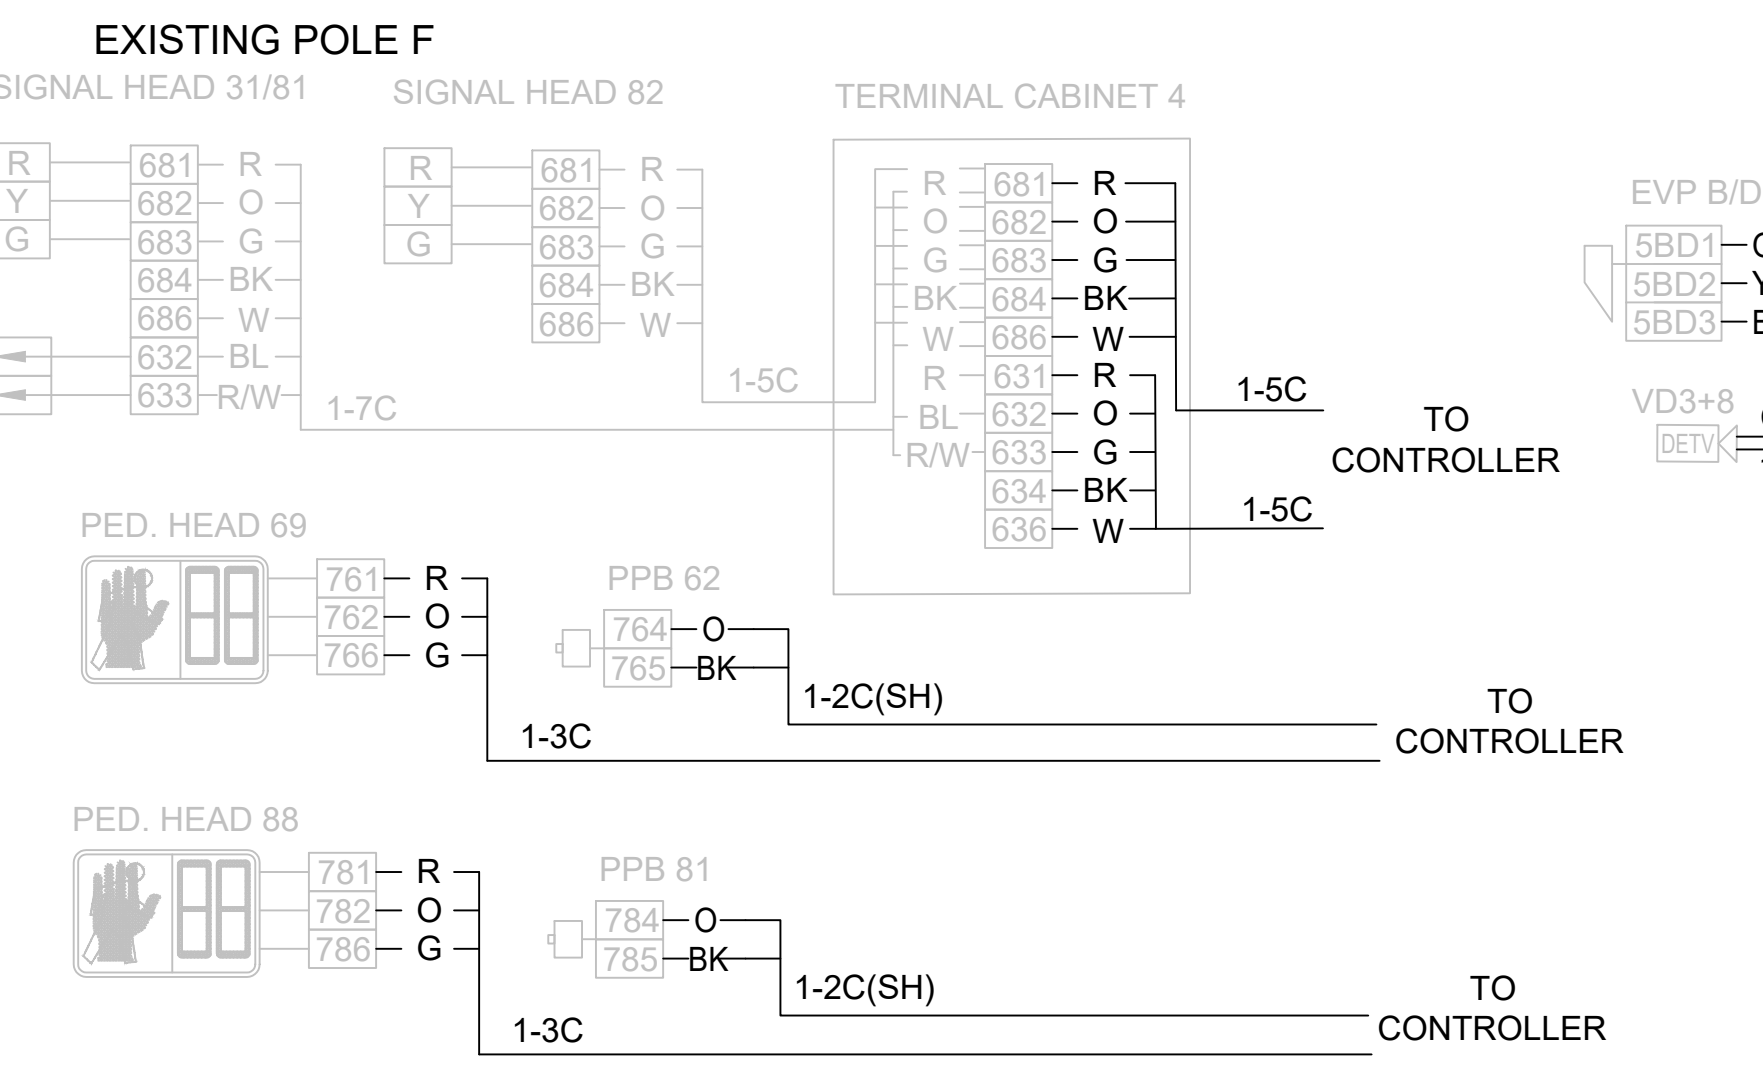 EXISTING POLE F
SIGNAL HEAD 31/81
R 681 R
Y 682 O
G 683 G
684 BK
686 W
632 BL
633 R/W
1-7C
SIGNAL HEAD 82
R 681 R
Y 682 O
G 683 G
684 BK
686 W
1-5C
TERMINAL CABINET 4
R 681 R
O 682 O
G 683 G
BK 684 BK
W 686 W
R 631 R
BL 632 O
R/W 633 G
634 BK
636 W
1-5C
1-5C
TO
CONTROLLER
EVP B/D
5BD1
5BD2 Y
5BD3
VD3+8
DETV
PED. HEAD 69
761 R
762 O
766 G
1-3C
PPB 62
764 O
765 BK
1-2C(SH)
TO
CONTROLLER
PED. HEAD 88
781 R
782 O
786 G
1-3C
PPB 81
784 O
785 BK
1-2C(SH)
TO
CONTROLLER